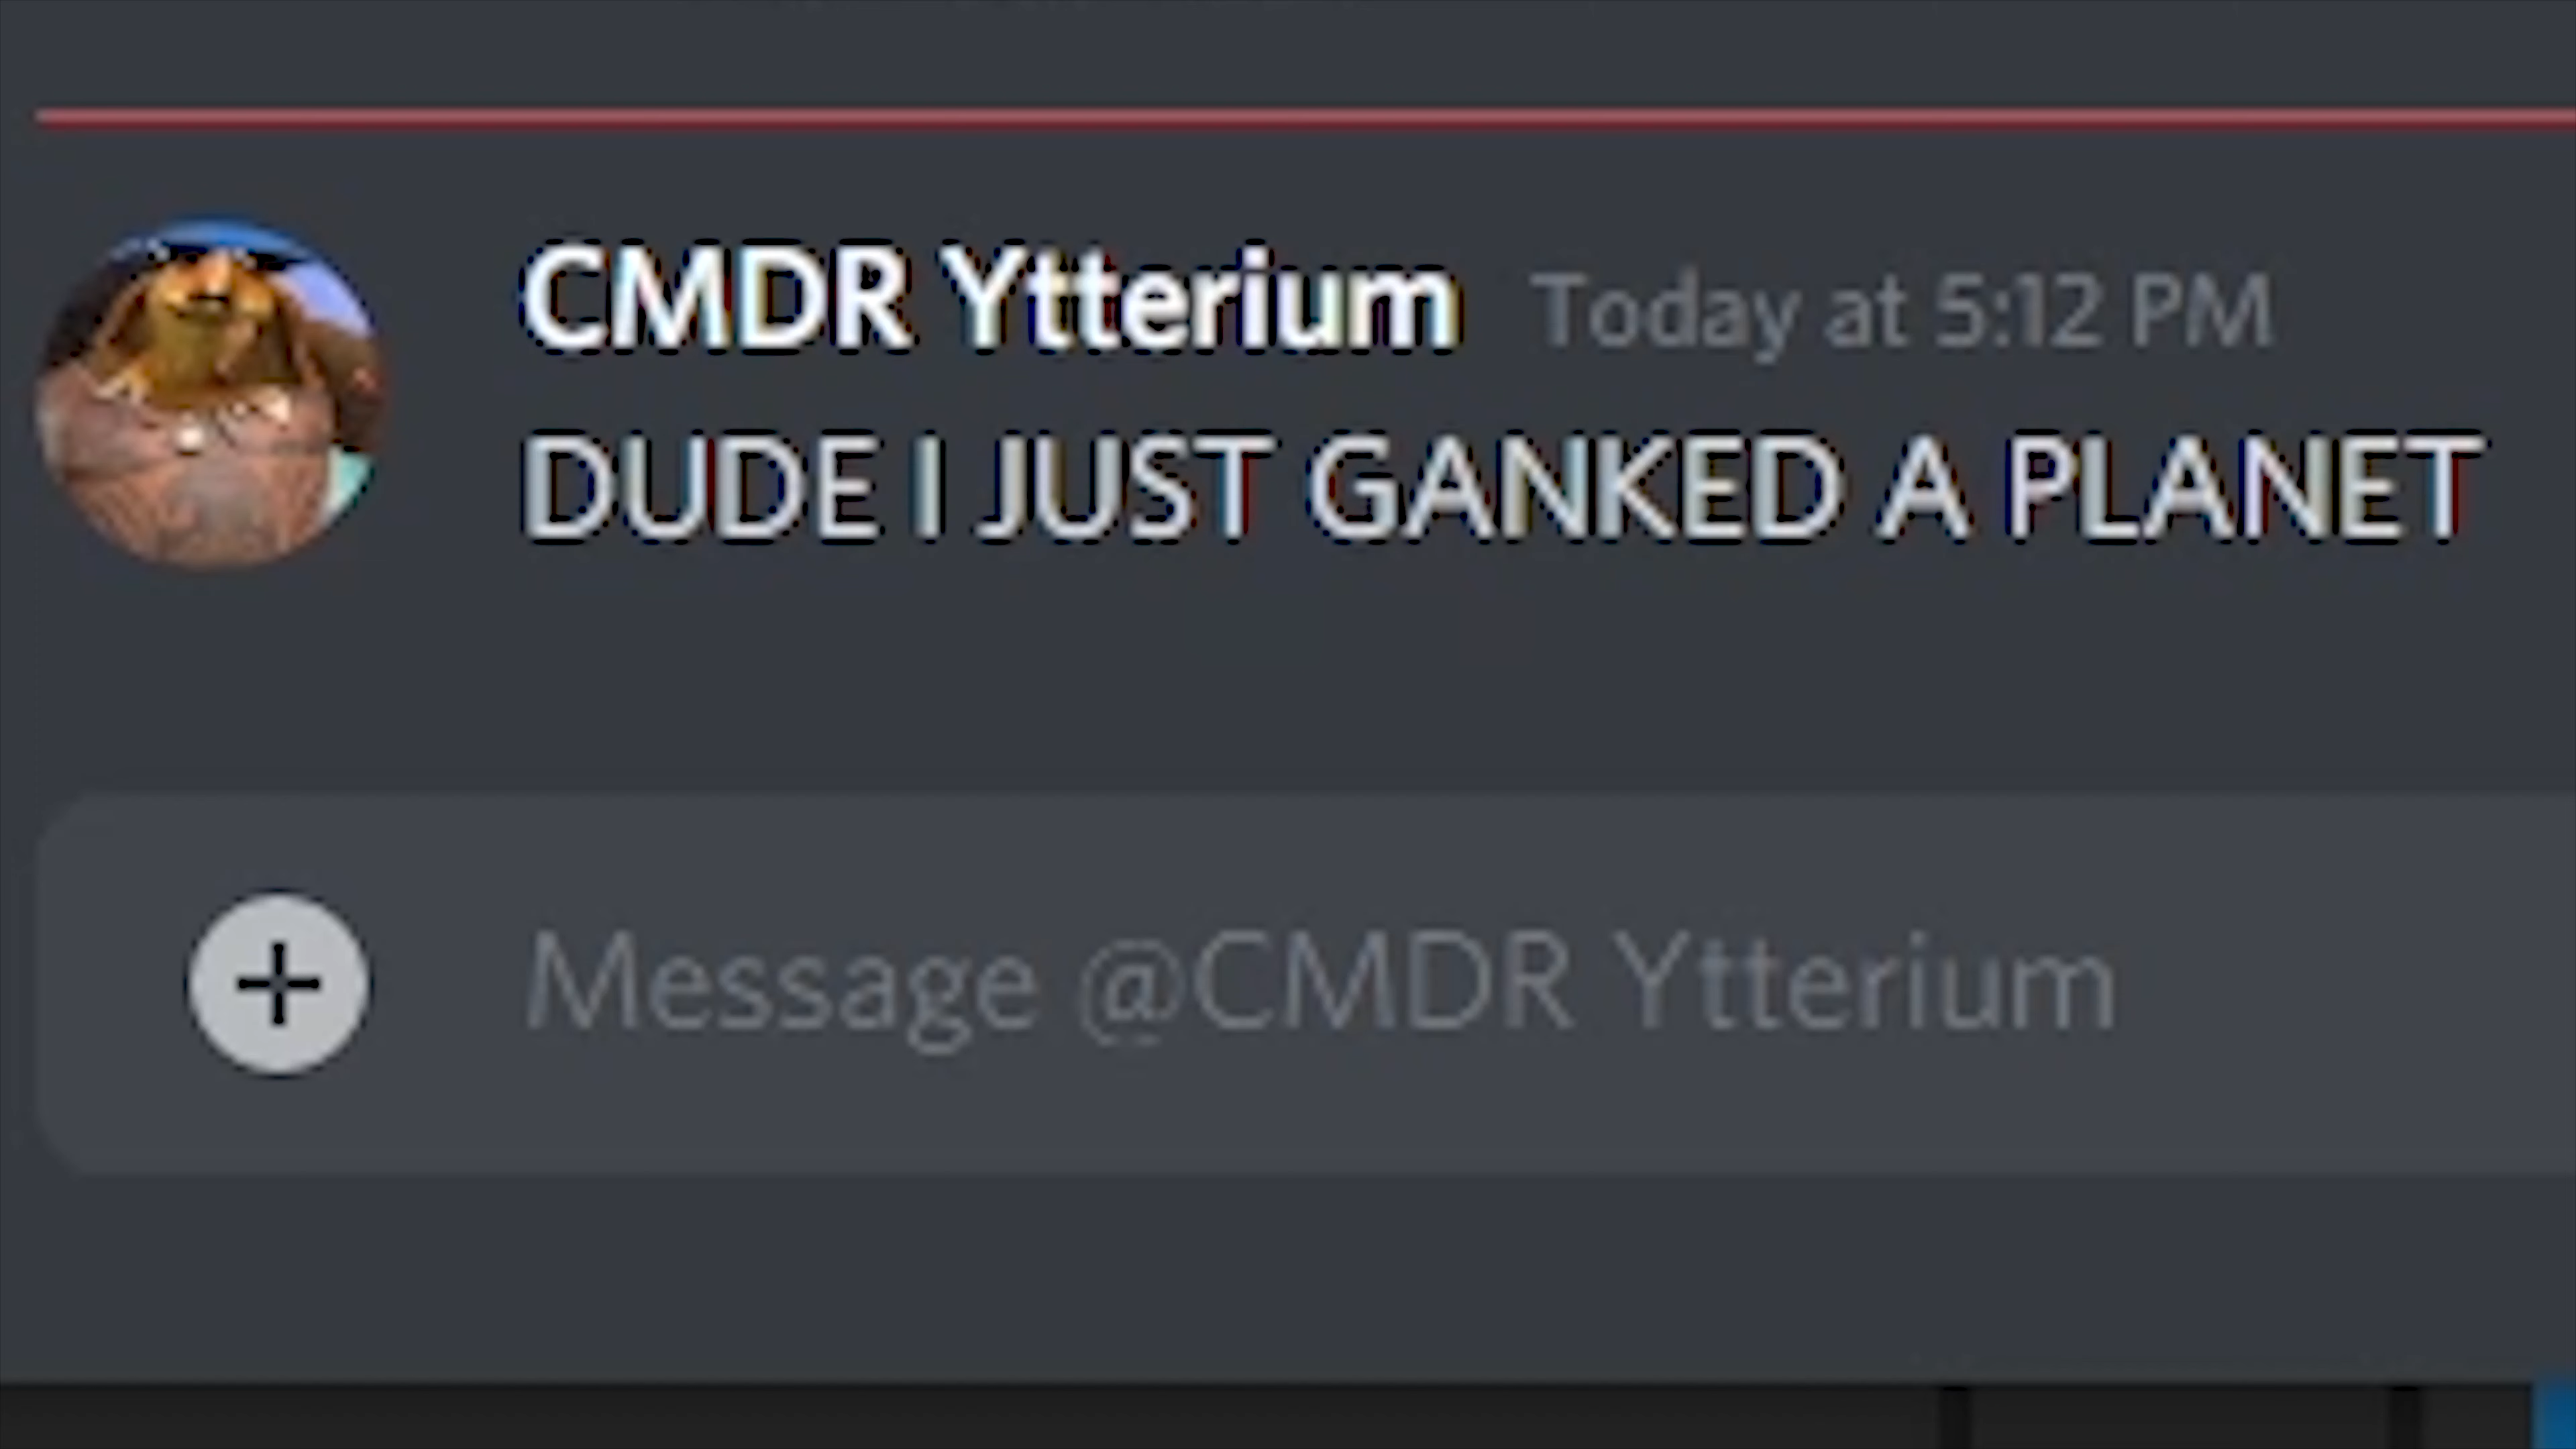 CMDR Ytterium Today at 5:12 PM
DUDE I JUST GANKED A PLANET
Message @CMDR Ytterium